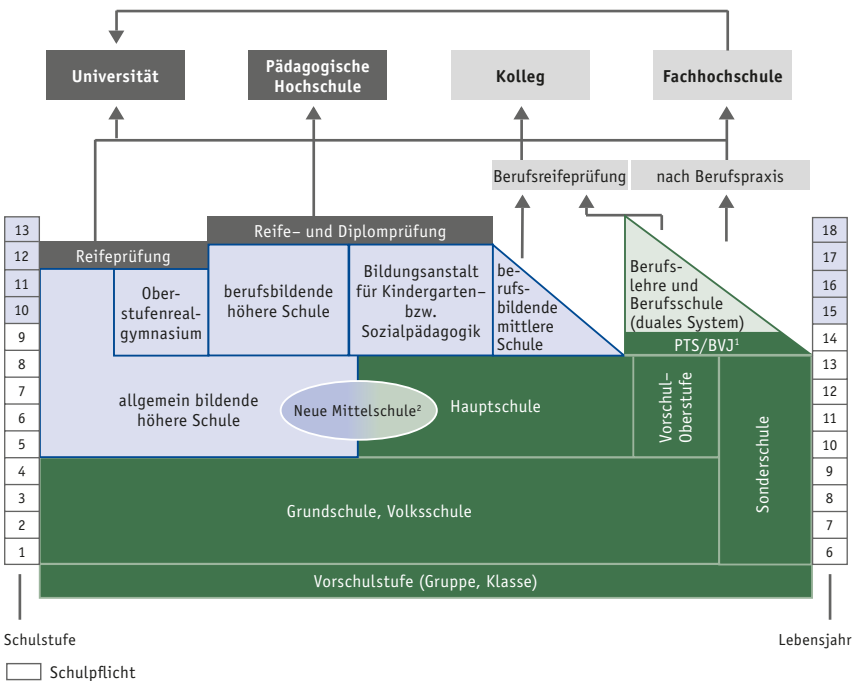 Universität
Pädagogische
Hochschule
Kolleg
Fachhochschule
Berufsreifeprüfung
nach Berufspraxis
13
12
11
10
9
8
7
6
5
4
3
2
1
Reifeprüfung
Reife– und Diplomprüfung
Ober-
stufenreal-
gymnasium
berufsbildende
höhere Schule
Bildungsanstalt
für Kindergarten–
bzw.
Sozialpädagogik
be-
rufs-
bildende
mittlere
Schule
Berufs-
lehre und
Berufsschule
(duales System)
PTS/BVJ¹
allgemein bildende
höhere Schule
Neue Mittelschule²
Hauptschule
Vorschul–
Oberstufe
Sonderschule
Grundschule, Volksschule
Vorschulstufe (Gruppe, Klasse)
18
17
16
15
14
13
12
11
10
9
8
7
6
Schulstufe
Lebensjahr
Schulpflicht